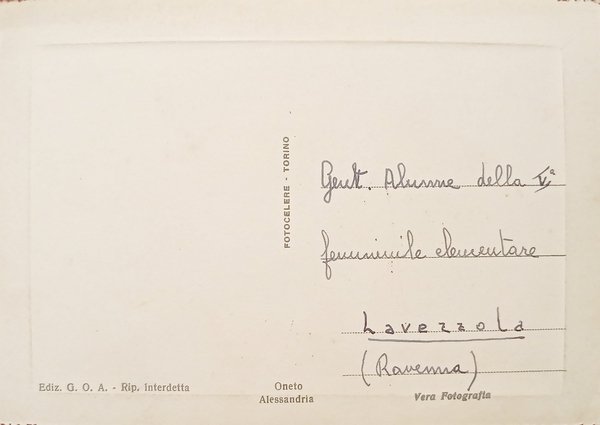 Gent. Alunne della V.ª
femminile elementare
Lavezzola
(Ravenna)
FOTOCELERE - TORINO
Ediz. G. O. A. - Rip. interdetta
Oneto
Alessandria
Vera Fotografia